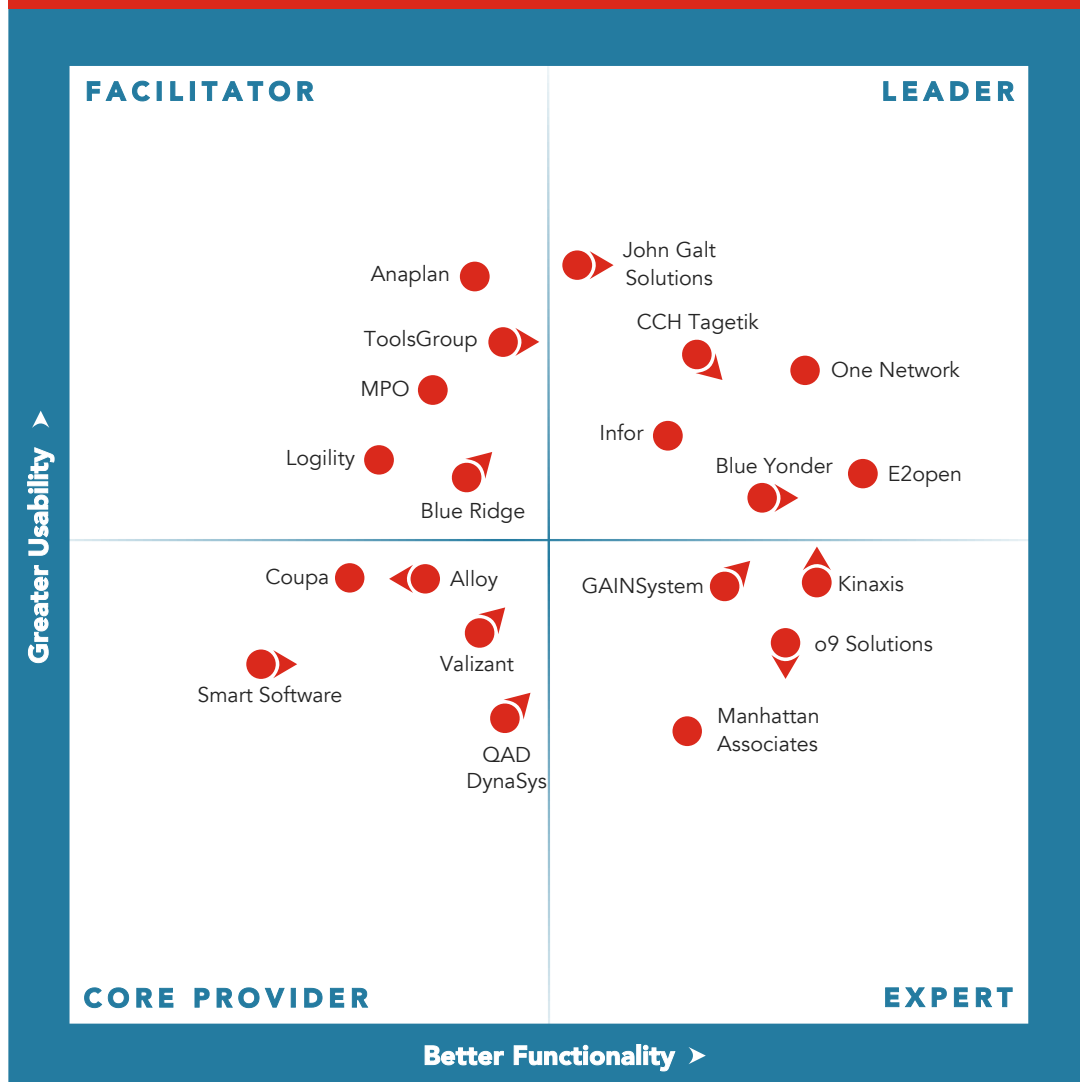 FACILITATOR
LEADER
John Galt
Solutions
Anaplan
CCH Tagetik
ToolsGroup
One Network
MPO
Infor
Logility
Blue Yonder
E2open
Blue Ridge
Coupa
Alloy
GAINSystem
Kinaxis
o9 Solutions
Valizant
Smart Software
Manhattan
Associates
QAD
DynaSys
CORE PROVIDER
EXPERT
Greater Usability
Better Functionality